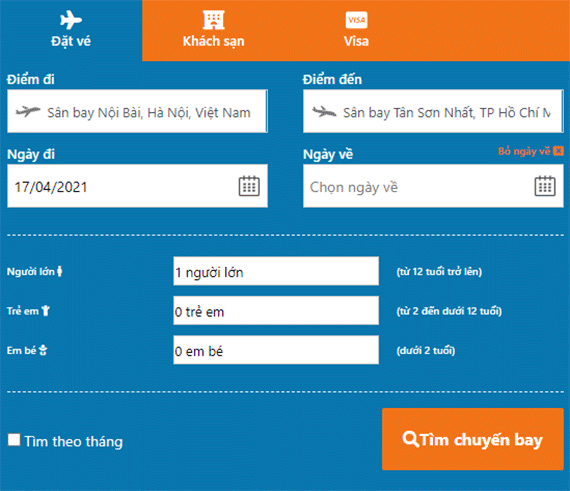 VISA
Đặt vé Khách sạn Visa
Điểm đi Điểm đến
Sân bay Nội Bài, Hà Nội, Việt Nam Sân bay Tân Sơn Nhất, TP Hồ Chí M
Ngày đi Ngày về Bỏ ngày về
17/04/2021 Chọn ngày về
Người lớn 1 người lớn (từ 12 tuổi trở lên)
Trẻ em 0 trẻ em (từ 2 đến dưới 12 tuổi)
Em bé 0 em bé (dưới 2 tuổi)
Tìm theo tháng Tìm chuyến bay